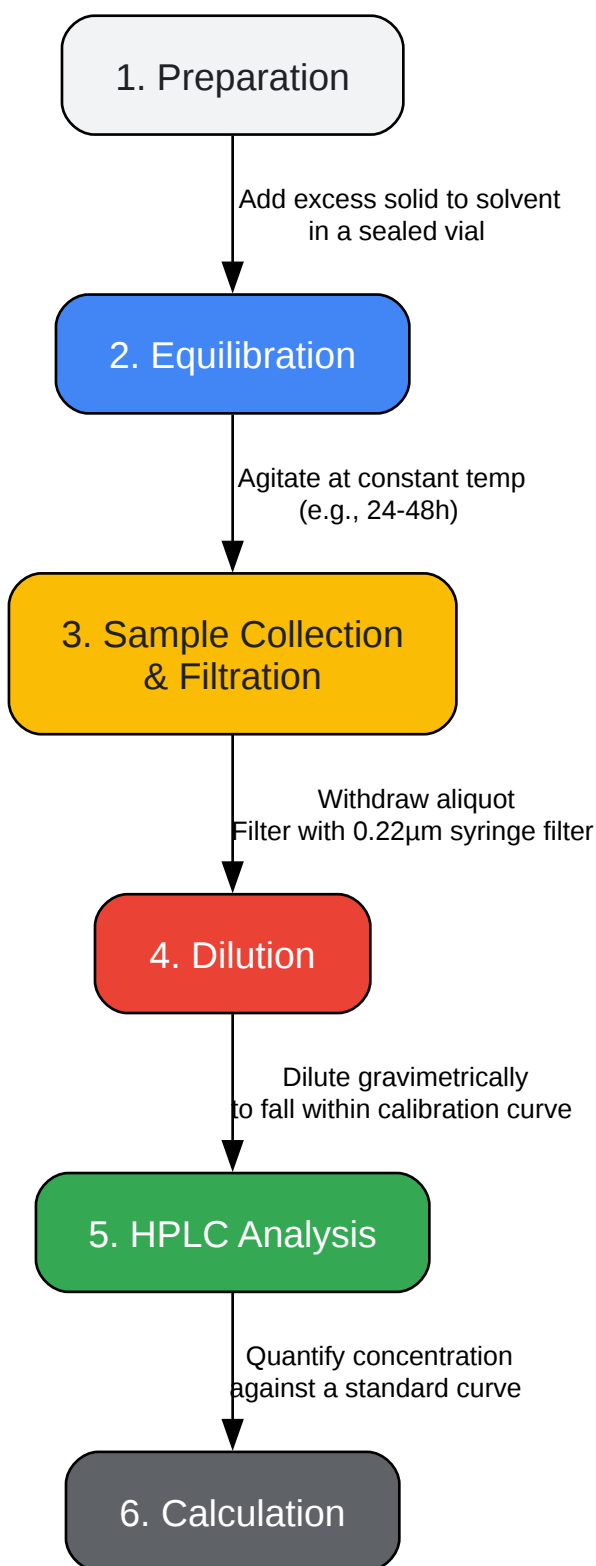 1. Preparation
Add excess solid to solvent
in a sealed vial
2. Equilibration
Agitate at constant temp
(e.g., 24-48h)
3. Sample Collection
& Filtration
Withdraw aliquot
Filter with 0.22µm syringe filter
4. Dilution
Dilute gravimetrically
to fall within calibration curve
5. HPLC Analysis
Quantify concentration
against a standard curve
6. Calculation